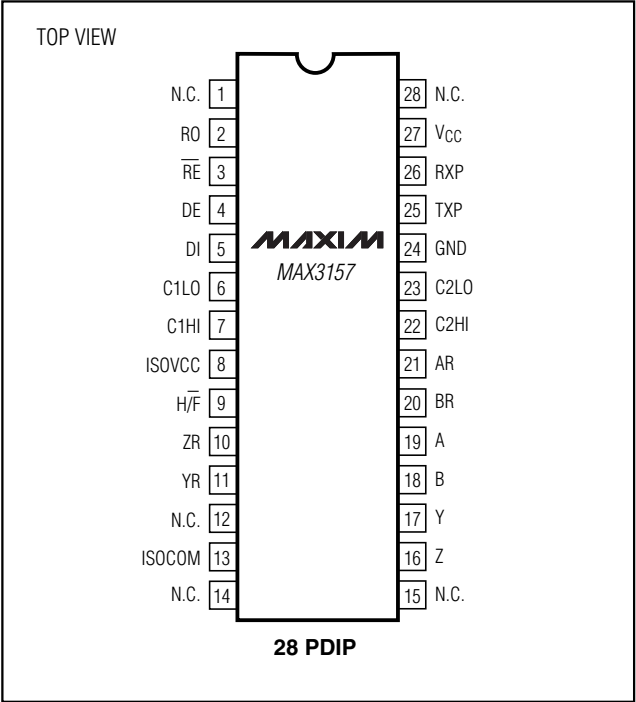 TOP VIEW
N.C. 1
RO 2
R̅E̅ 3
DE 4
DI 5
C1LO 6
C1HI 7
ISOVCC 8
H/F̅ 9
ZR 10
YR 11
N.C. 12
ISOCOM 13
N.C. 14
MAXIM
MAX3157
28 N.C.
27 VCC
26 RXP
25 TXP
24 GND
23 C2LO
22 C2HI
21 AR
20 BR
19 A
18 B
17 Y
16 Z
15 N.C.
28 PDIP